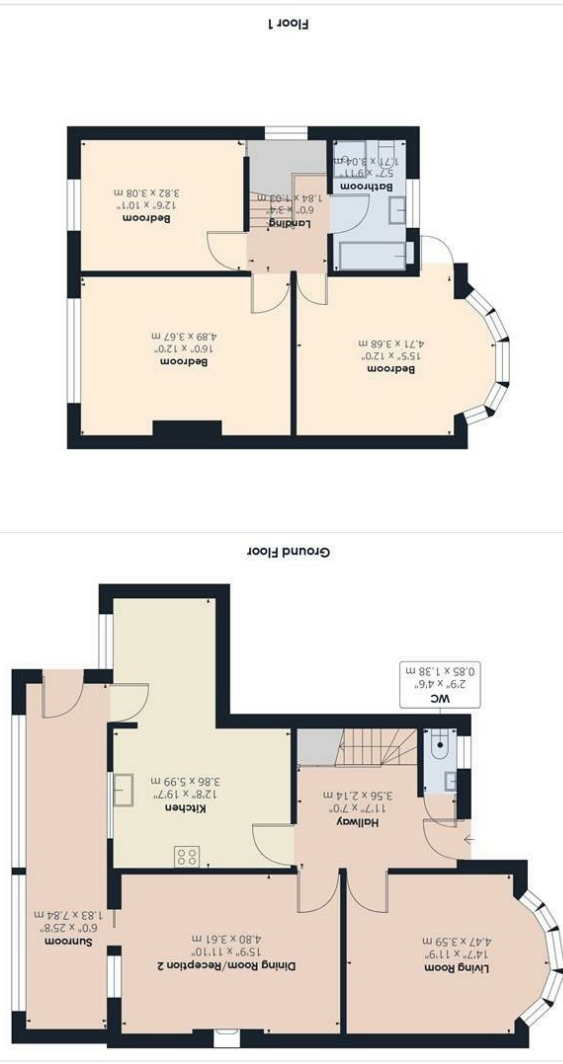 Living Room
14'7" x 11'9"
4.47 x 3.59 m
Dining Room/Reception 2
15'9" x 11'10"
4.80 x 3.61 m
Sunroom
6'0" x 25'8"
1.83 x 7.84 m
Hallway
11'7" x 7'0"
3.56 x 2.14 m
Kitchen
12'8" x 19'7"
3.86 x 5.99 m
WC
2'9" x 4'6"
0.85 x 1.38 m
Ground Floor
Bedroom
15'5" x 12'0"
4.71 x 3.68 m
Bedroom
16'0" x 12'0"
4.89 x 3.67 m
Bathroom
5'7" x 9'11"
1.71 x 3.04 m
Landing
6'0" x 3'4"
1.84 x 1.03 m
Bedroom
12'6" x 10'1"
3.82 x 3.08 m
Floor 1